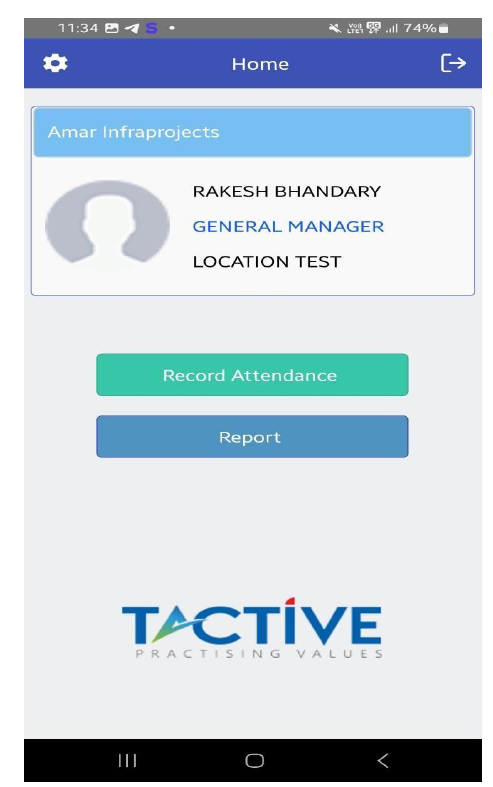 11:34 S 74%
Home
Amar Infraprojects
RAKESH BHANDARY
GENERAL MANAGER
LOCATION TEST
Record Attendance
Report
TACTIVE
PRACTISING VALUES